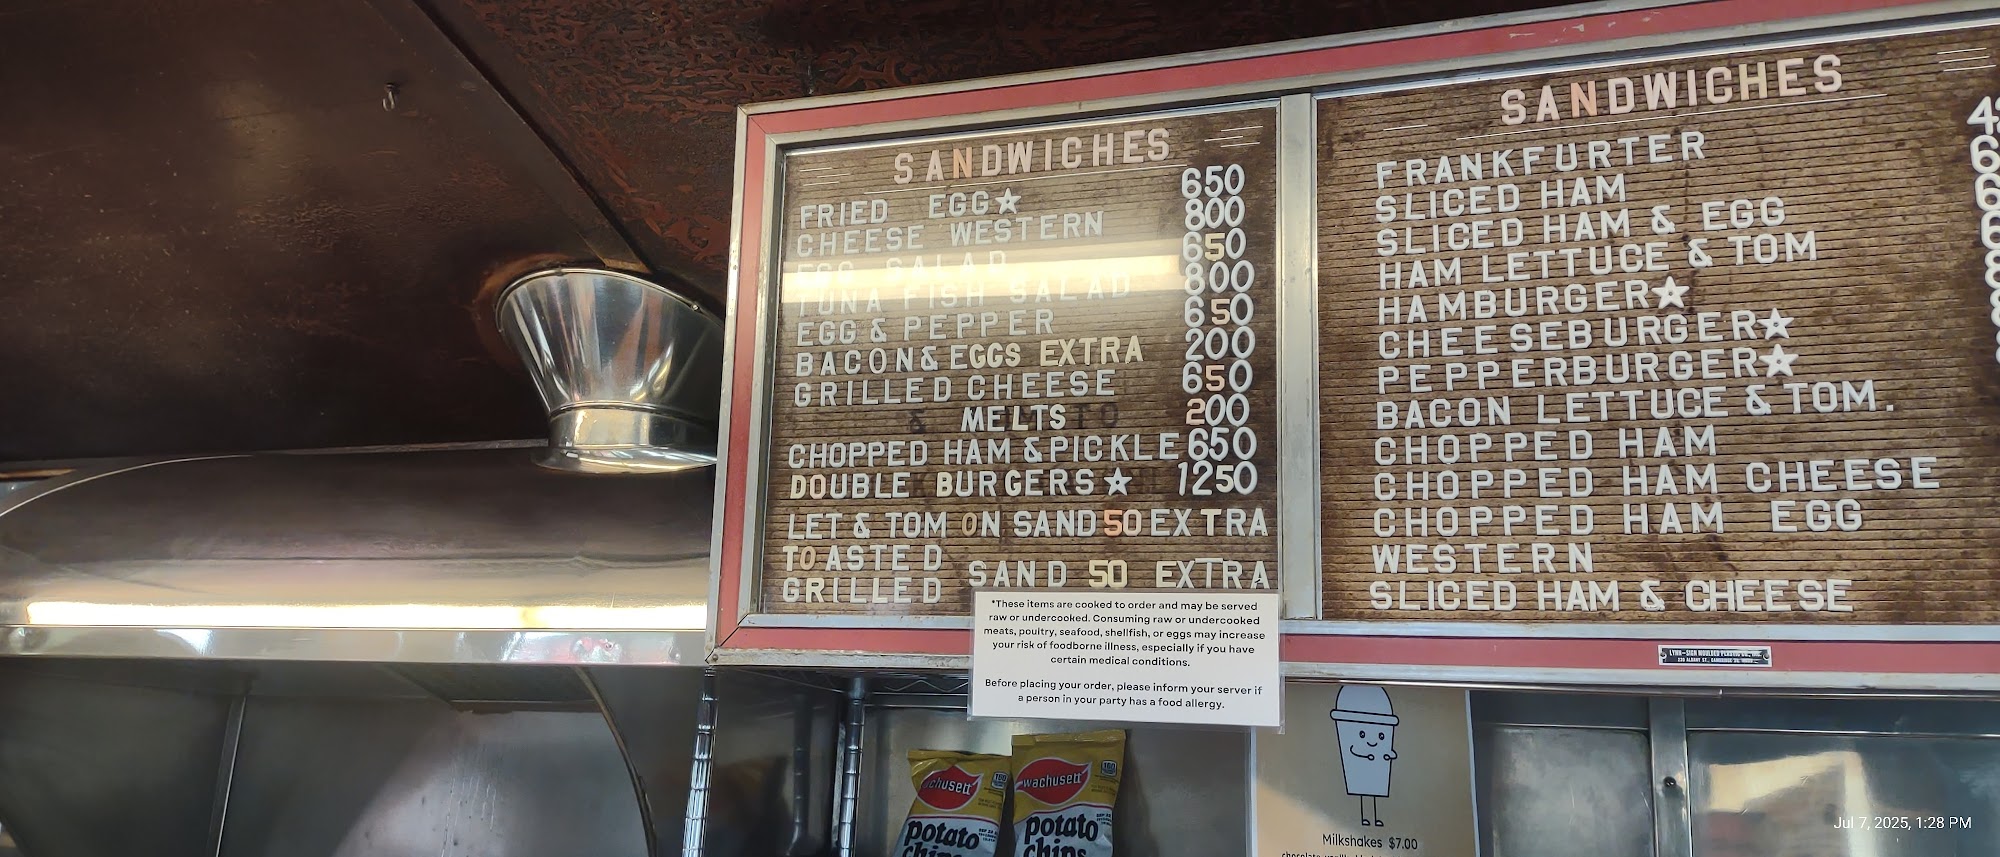 SANDWICHES
FRIED EGG★ 650
CHEESE WESTERN 800
EGG SALAD 650
TUNA FISH SALAD 800
EGG & PEPPER 650
BACON & EGGS EXTRA 200
GRILLED CHEESE 650
MELTS 200
CHOPPED HAM & PICKLE 650
DOUBLE BURGERS★ 1250
LET & TOM ON SAND 50 EXTRA
TOASTED
GRILLED SAND 50 EXTRA
SANDWICHES
FRANKFURTER
SLICED HAM
SLICED HAM & EGG
HAM LETTUCE & TOM
HAMBURGER★
CHEESEBURGER★
PEPPERBURGER★
BACON LETTUCE & TOM.
CHOPPED HAM
CHOPPED HAM CHEESE
CHOPPED HAM EGG
WESTERN
SLICED HAM & CHEESE
*These items are cooked to order and may be served
raw or undercooked. Consuming raw or undercooked
meats, poultry, seafood, shellfish, or eggs may increase
your risk of foodborne illness, especially if you have
certain medical conditions.
Before placing your order, please inform your server if
a person in your party has a food allergy.
wachusett
potato
chips
wachusett
potato
chips
Milkshakes $7.00
Jul 7, 2025, 1:28 PM